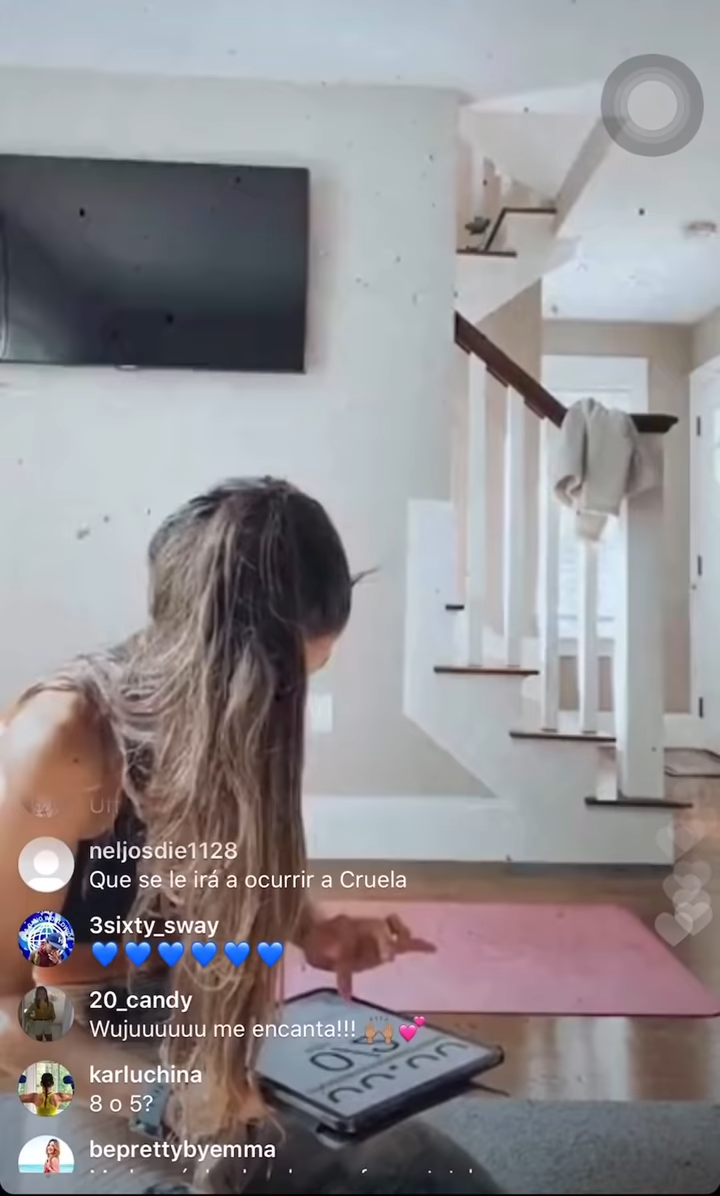 neljosdie1128
Que se le irá a ocurrir a Cruela
3sixty_sway
💙💙💙💙💙💙
20_candy
Wujuuuuuu me encanta!!! 🙌🏽💕
karluchina
8 o 5?
beprettybyemma